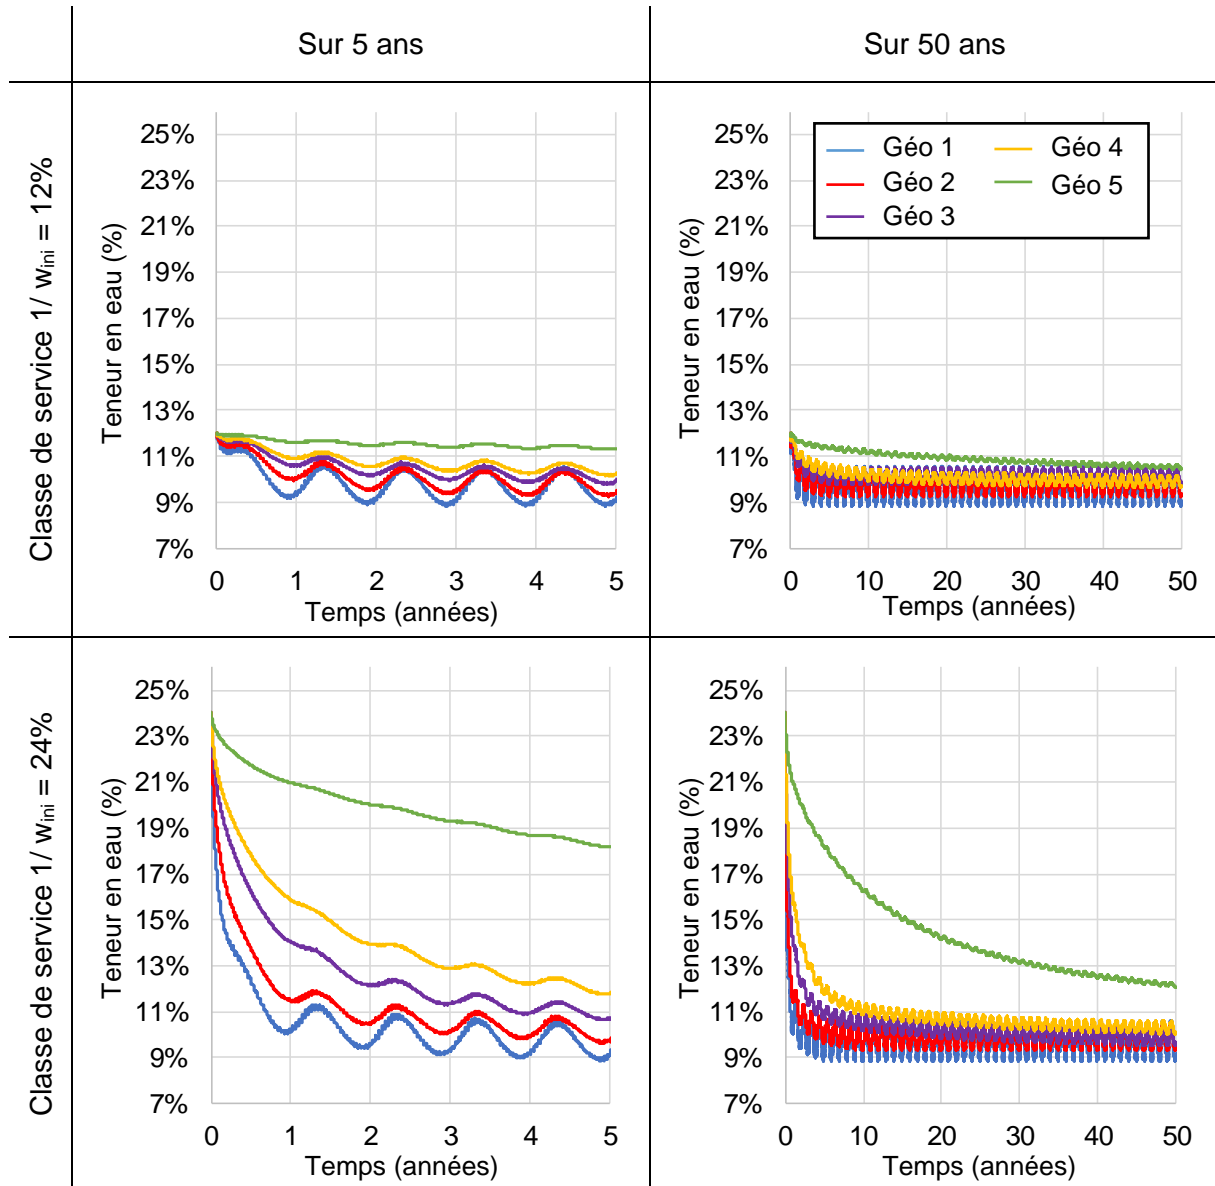 Sur 5 ans
Sur 50 ans
Classe de service 1/ wini = 12%
Teneur en eau (%)
25%
23%
21%
19%
17%
15%
13%
11%
9%
7%
0 1 2 3 4 5
Temps (années)
Teneur en eau (%)
25%
23%
21%
19%
17%
15%
13%
11%
9%
7%
0 10 20 30 40 50
Temps (années)
Géo 1
Géo 2
Géo 3
Géo 4
Géo 5
Classe de service 1/ wini = 24%
Teneur en eau (%)
25%
23%
21%
19%
17%
15%
13%
11%
9%
7%
0 1 2 3 4 5
Temps (années)
Teneur en eau (%)
25%
23%
21%
19%
17%
15%
13%
11%
9%
7%
0 10 20 30 40 50
Temps (années)